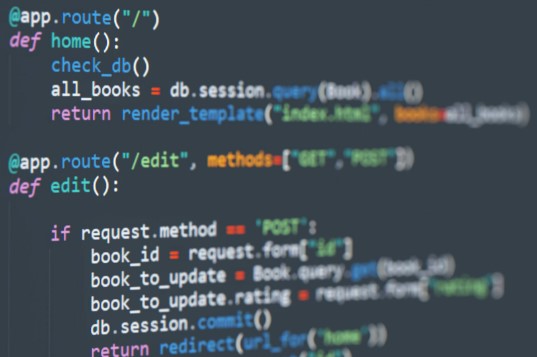 @app.route("/")
def home():
check_db()
all_books = db.session.query(Book).all()
return render_template("index.html", books=all_books)
@app.route("/edit", methods=["GET","POST"])
def edit():
if request.method == 'POST':
book_id = request.form["id"]
book_to_update = Book.query.get(book_id)
book_to_update.rating = request.form["rating"]
db.session.commit()
return redirect(url_for("home"))